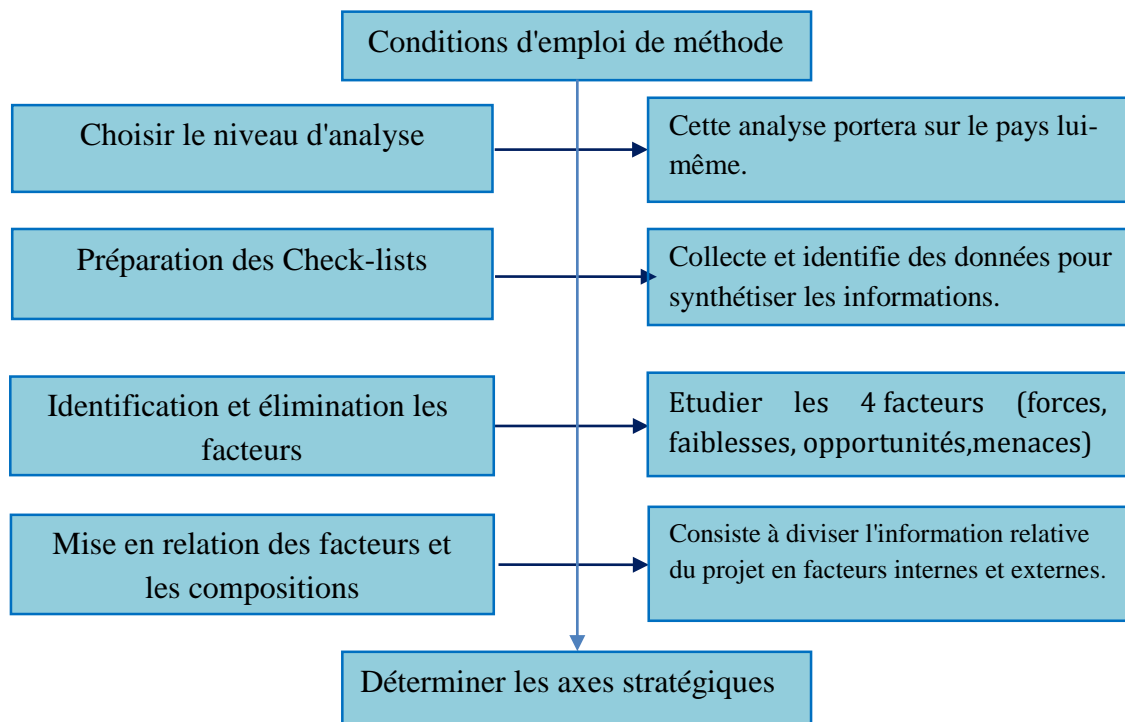 Conditions d'emploi de méthode
Choisir le niveau d'analyse
Cette analyse portera sur le pays lui-
même.
Préparation des Check-lists
Collecte et identifie des données pour
synthétiser les informations.
Identification et élimination les
facteurs
Etudier les 4 facteurs (forces,
faiblesses, opportunités,menaces)
Mise en relation des facteurs et
les compositions
Consiste à diviser l'information relative
du projet en facteurs internes et externes.
Déterminer les axes stratégiques